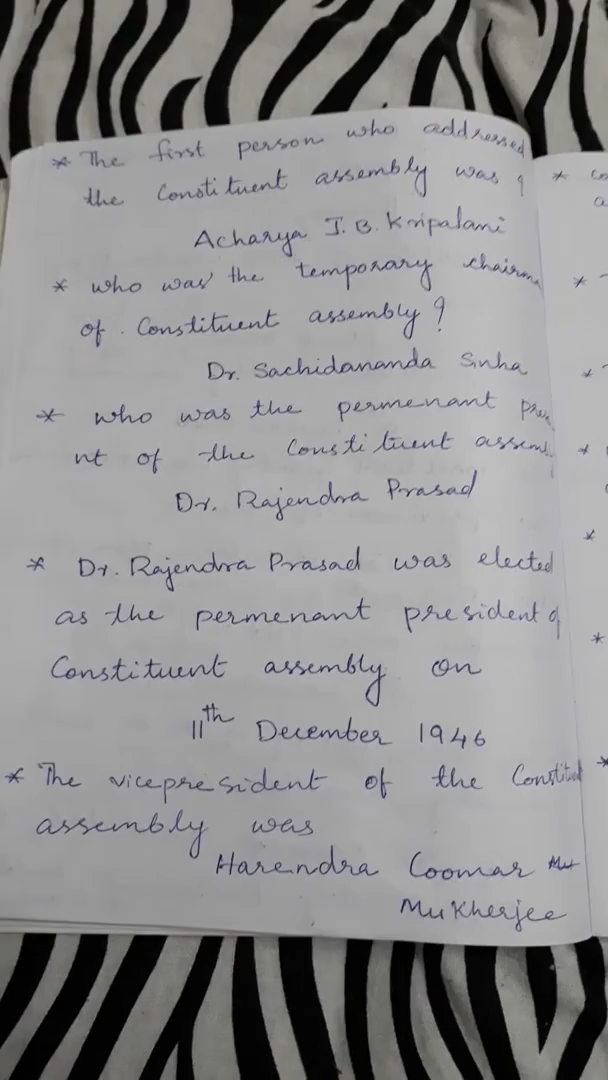 * The first person who addressed
the Constituent assembly was ?
Acharya J. B. Kripalani
* who was the temporary chairm
of . Constituent assembly ?
Dr. Sachidananda Sinha
* who was the permenant pres
nt of the Constituent assem
Dr. Rajendra Prasad
* Dr. Rajendra Prasad was elected
as the permenant president of
Constituent assembly on
11th December 1946
* The vicepresident of the Constitu
assembly was
Harendra Coomar
Mukherjee